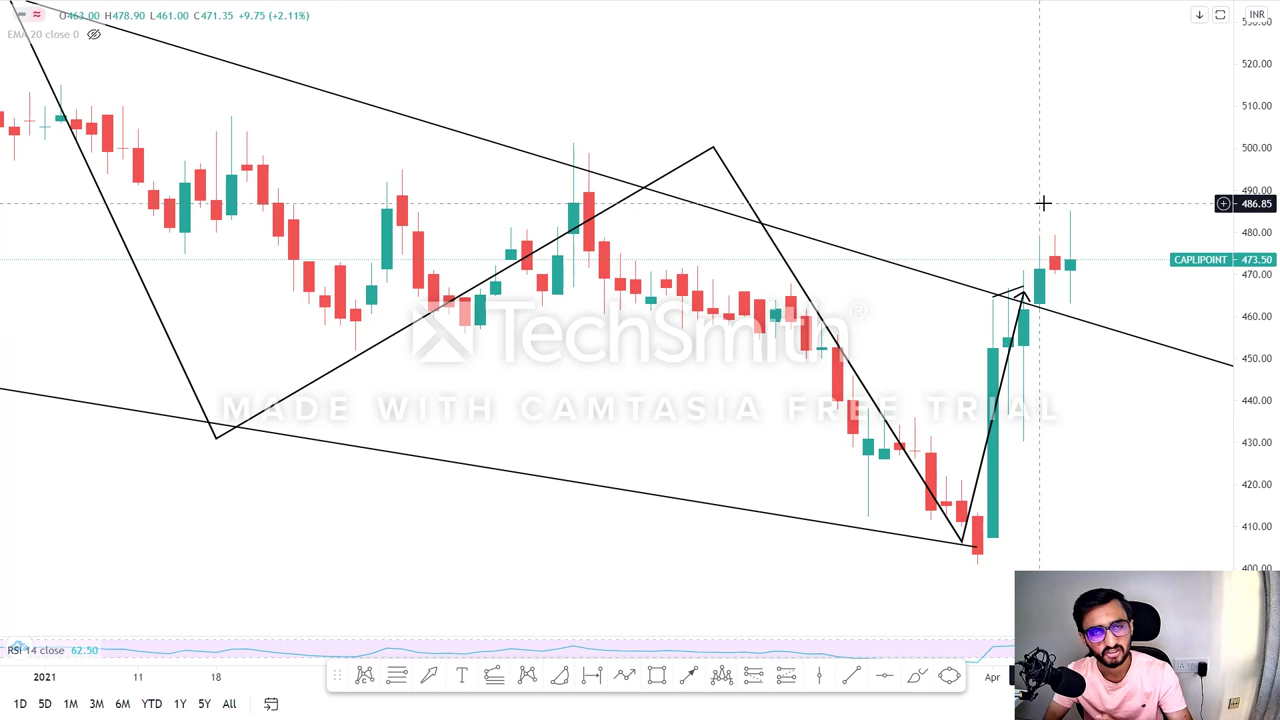 O463.00 H478.90 L461.00 C471.35 +9.75 (+2.11%)
EMA 20 close 0
INR
530.00
520.00
510.00
500.00
490.00
486.85
480.00
CAPLIPOINT 473.50
470.00
460.00
450.00
440.00
430.00
420.00
410.00
400.00
TechSmith®
MADE WITH CAMTASIA FREE TRIAL
RSI 14 close 62.50
2021 11 18 Apr
1D 5D 1M 3M 6M YTD 1Y 5Y All